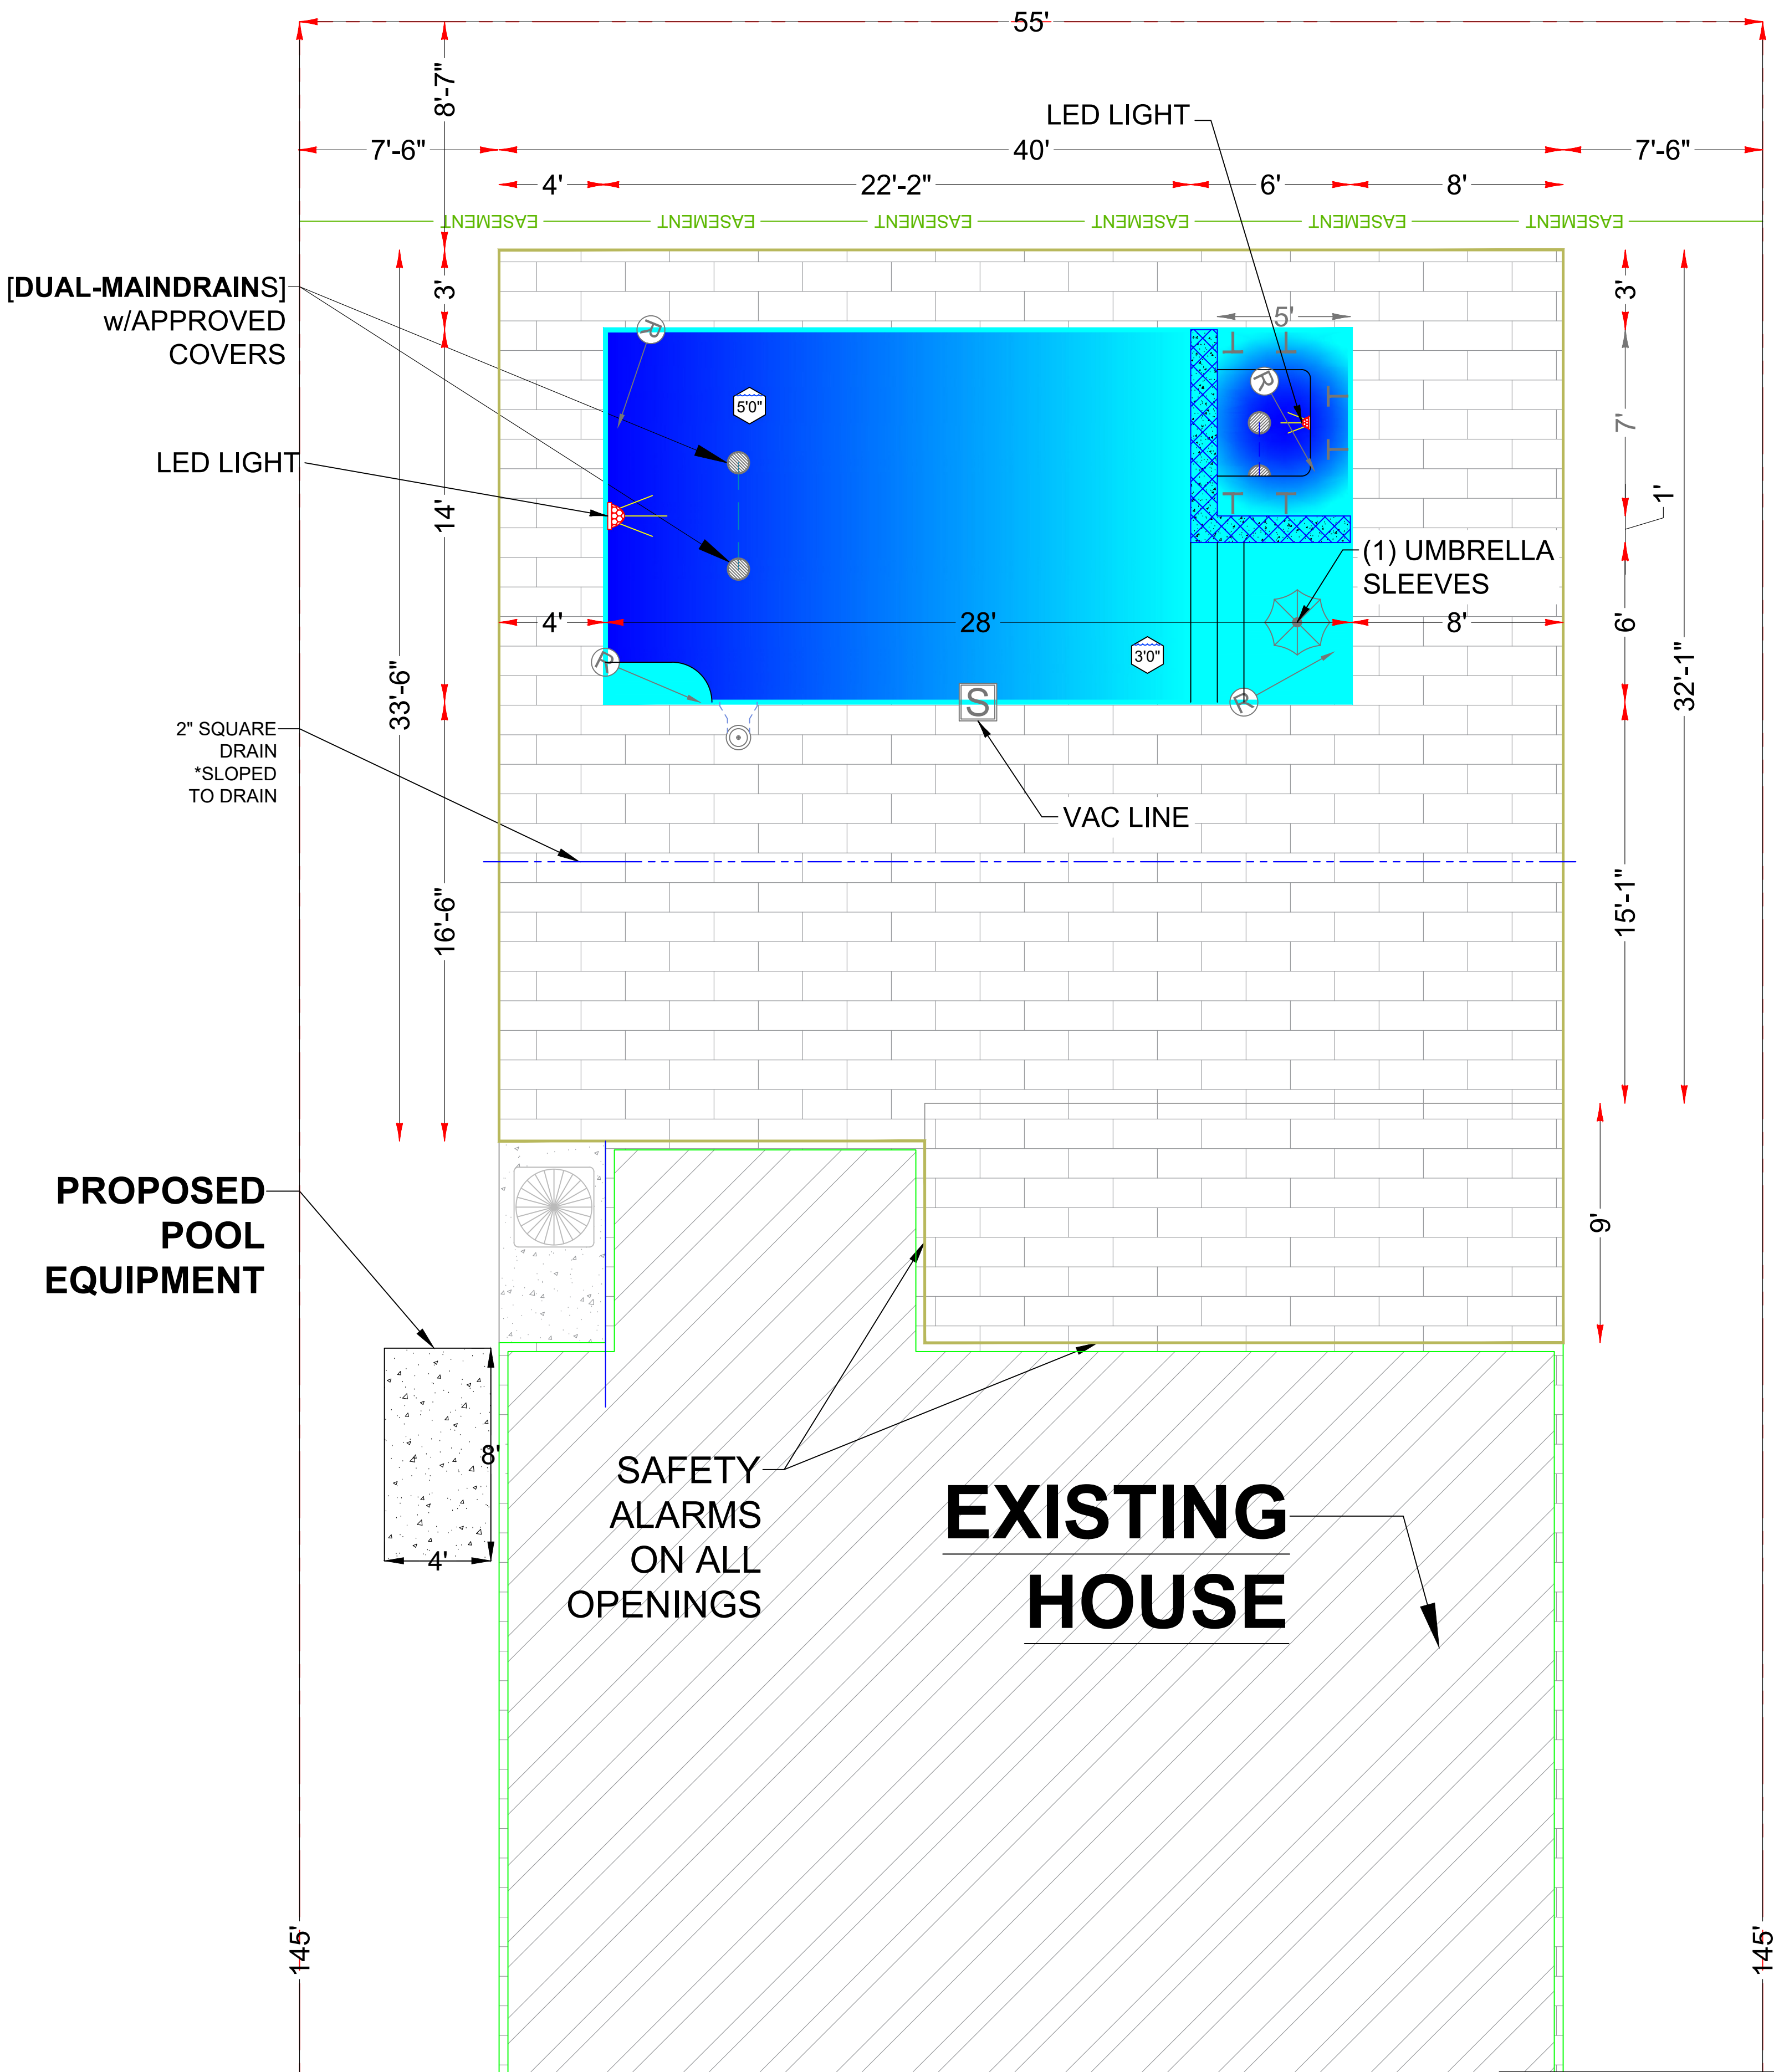 55'
8'-7"
LED LIGHT
7'-6"
40'
7'-6"
4'
22'-2"
6'
8'
EASEMENT
EASEMENT
EASEMENT
EASEMENT
EASEMENT
EASEMENT
[DUAL-MAINDRAINS]
w/APPROVED
COVERS
3'
3'
R
5'
R
5'0"
7'
LED LIGHT
14'
1'
(1) UMBRELLA
SLEEVES
4'
28'
8'
6'
3'0"
R
R
S
33'-6"
32'-1"
2" SQUARE
DRAIN
*SLOPED
TO DRAIN
VAC LINE
16'-6"
15'-1"
PROPOSED
POOL
EQUIPMENT
9'
8'
4'
SAFETY
ALARMS
ON ALL
OPENINGS
EXISTING
HOUSE
145'
145'